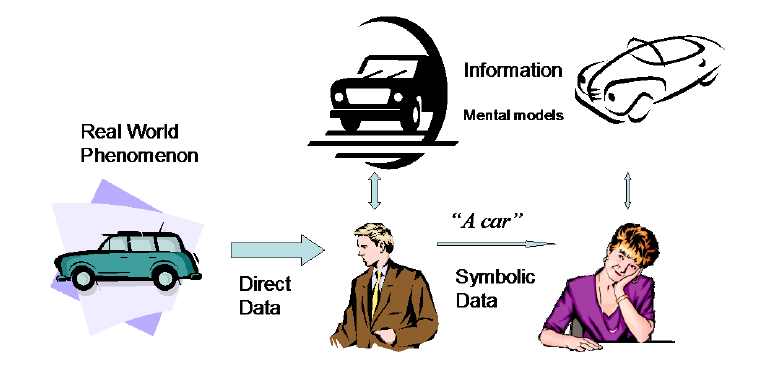 Real World
Phenomenon
Information
Mental models
Direct
Data
“A car”
Symbolic
Data